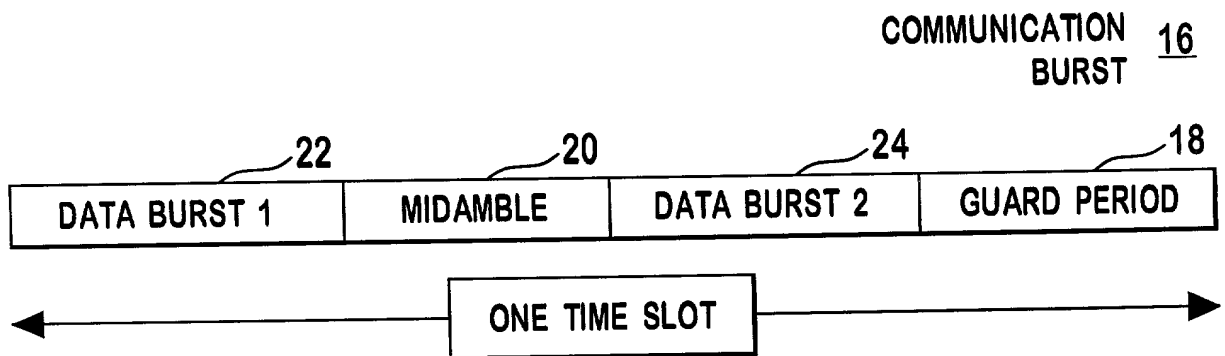 COMMUNICATION 16
BURST
22 20 24 18
DATA BURST 1 MIDAMBLE DATA BURST 2 GUARD PERIOD
ONE TIME SLOT